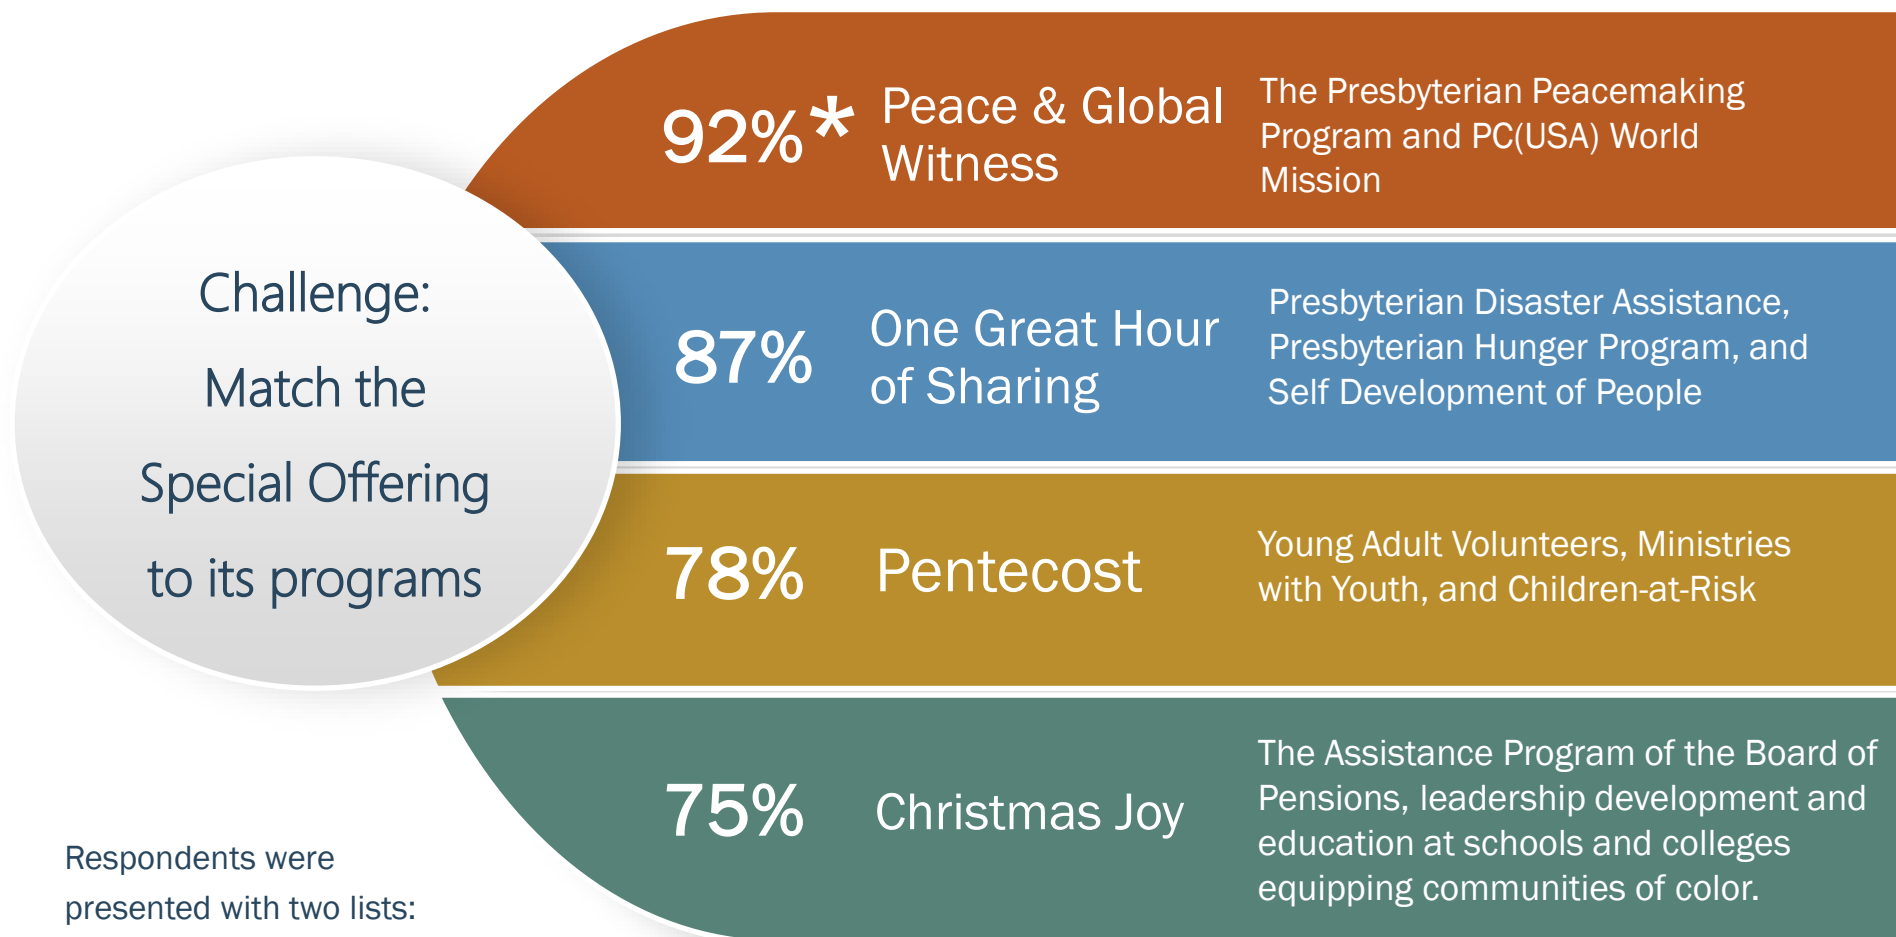 Challenge:
Match the
Special Offering
to its programs
92%*
Peace & Global
Witness
The Presbyterian Peacemaking
Program and PC(USA) World
Mission
87%
One Great Hour
of Sharing
Presbyterian Disaster Assistance,
Presbyterian Hunger Program, and
Self Development of People
78%
Pentecost
Young Adult Volunteers, Ministries
with Youth, and Children-at-Risk
75%
Christmas Joy
The Assistance Program of the Board of
Pensions, leadership development and
education at schools and colleges
equipping communities of color.
Respondents were
presented with two lists: